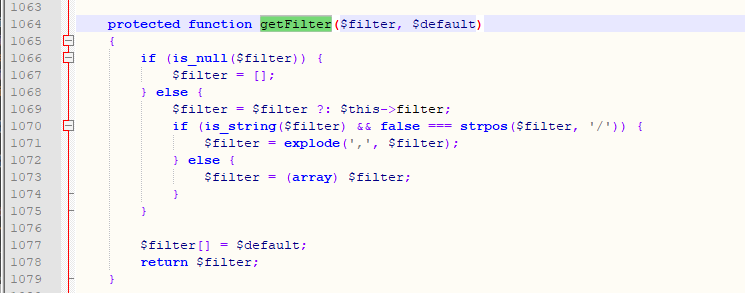 1063
1064 protected function getFilter($filter, $default)
1065 {
1066 if (is_null($filter)) {
1067 $filter = [];
1068 } else {
1069 $filter = $filter ?: $this->filter;
1070 if (is_string($filter) && false === strpos($filter, '/')) {
1071 $filter = explode(',', $filter);
1072 } else {
1073 $filter = (array) $filter;
1074 }
1075 }
1076
1077 $filter[] = $default;
1078 return $filter;
1079 }